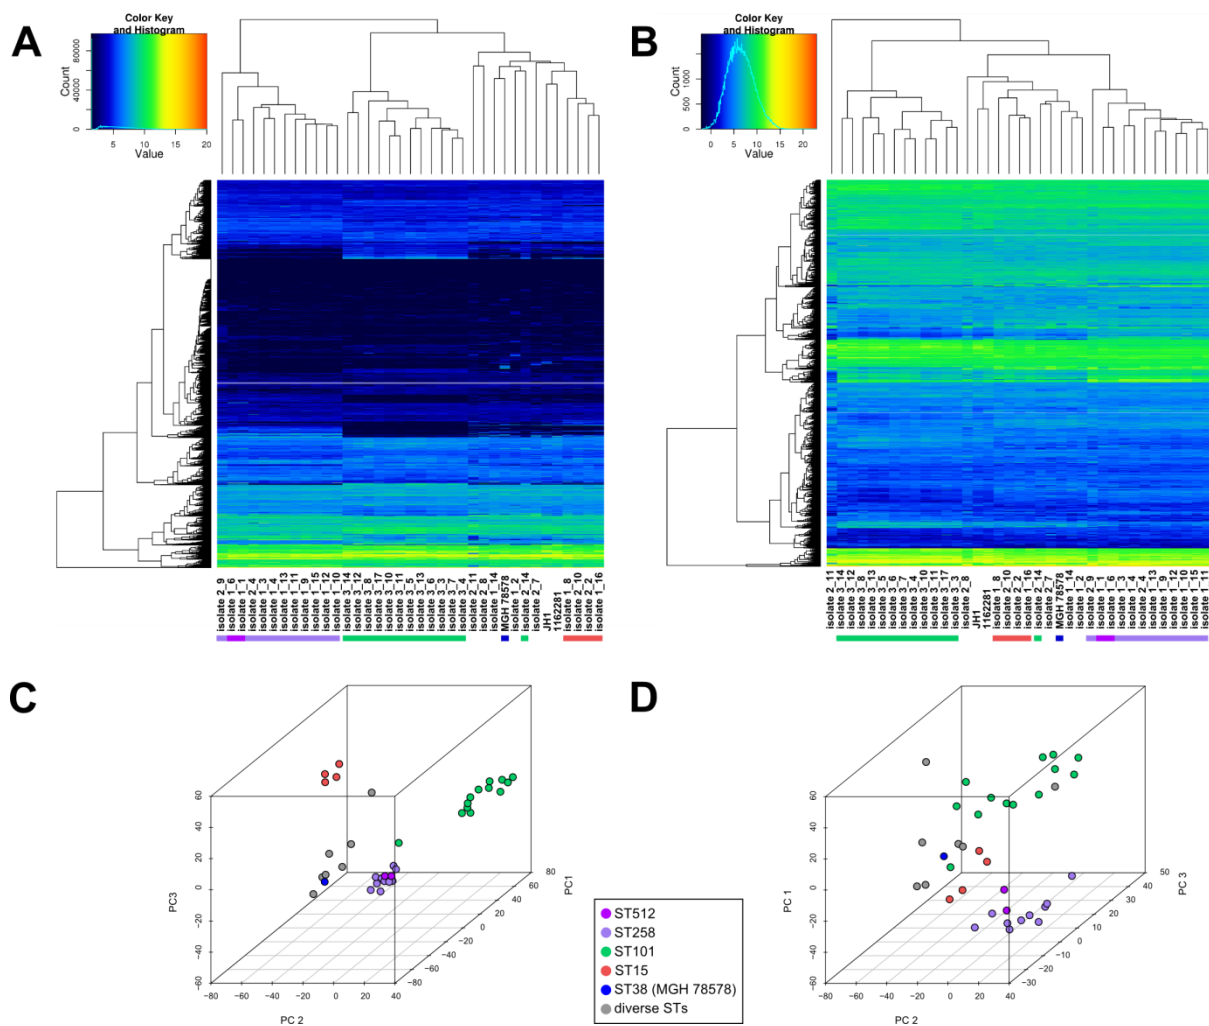 A
Color Key
and Histogram
Count
0
40000
80000
5
10
15
20
Value
isolate 2_9
isolate 1_6
isolate 1_1
isolate 2_4
isolate 1_3
isolate 1_4
isolate 1_13
isolate 1_11
isolate 1_9
isolate 1_15
isolate 1_12
isolate 1_10
isolate 3_14
isolate 3_12
isolate 3_8
isolate 3_17
isolate 3_10
isolate 3_11
isolate 3_5
isolate 3_13
isolate 3_6
isolate 3_3
isolate 3_7
isolate 3_4
isolate 2_11
isolate 2_8
isolate 1_14
MGH 78578
isolate 1_2
isolate 2_14
isolate 2_7
JH1
1162281
isolate 1_8
isolate 2_10
isolate 2_2
isolate 1_16
B
Color Key
and Histogram
Count
0
500
1500
0
5
10
15
20
Value
isolate 2_11
isolate 3_14
isolate 3_12
isolate 3_8
isolate 3_13
isolate 3_5
isolate 3_6
isolate 3_7
isolate 3_4
isolate 3_10
isolate 3_11
isolate 3_17
isolate 3_3
isolate 2_8
JH1
1162281
isolate 1_8
isolate 2_10
isolate 2_2
isolate 1_16
isolate 2_14
isolate 2_7
MGH 78578
isolate 1_14
isolate 1_2
isolate 2_9
isolate 1_1
isolate 1_6
isolate 1_3
isolate 1_4
isolate 2_4
isolate 1_9
isolate 1_12
isolate 1_10
isolate 1_15
isolate 1_11
C
PC3
60
40
20
0
−20
−40
−60
−80
−60
−40
−20
0
20
40
PC 2
−80
−60
−40
−20
0
20
40
60
80
PC1
D
PC 1
60
40
20
0
−20
−40
−60
−80
−60
−40
−20
0
20
40
PC 2
−30
−20
−10
0
10
20
30
50
PC 3
ST512
ST258
ST101
ST15
ST38 (MGH 78578)
diverse STs